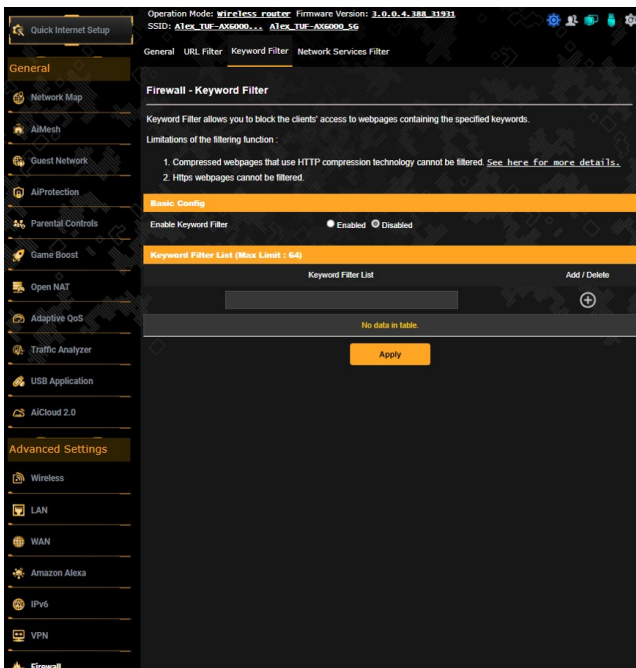 Quick Internet Setup
General
Network Map
AiMesh
Guest Network
AiProtection
Parental Controls
Game Boost
Open NAT
Adaptive QoS
Traffic Analyzer
USB Application
AiCloud 2.0
Advanced Settings
Wireless
LAN
WAN
Amazon Alexa
IPv6
VPN
Firewall
Operation Mode: Wireless router Firmware Version: 3.0.0.4.388_31931
SSID: Alex_TUF-AX6000... Alex_TUF-AX6000_5G
General URL Filter Keyword Filter Network Services Filter
Firewall - Keyword Filter
Keyword Filter allows you to block the clients' access to webpages containing the specified keywords.
Limitations of the filtering function :
1. Compressed webpages that use HTTP compression technology cannot be filtered. See here for more details.
2. Https webpages cannot be filtered.
Basic Config
Enable Keyword Filter Enabled Disabled
Keyword Filter List (Max Limit : 64)
Keyword Filter List Add / Delete
No data in table.
Apply